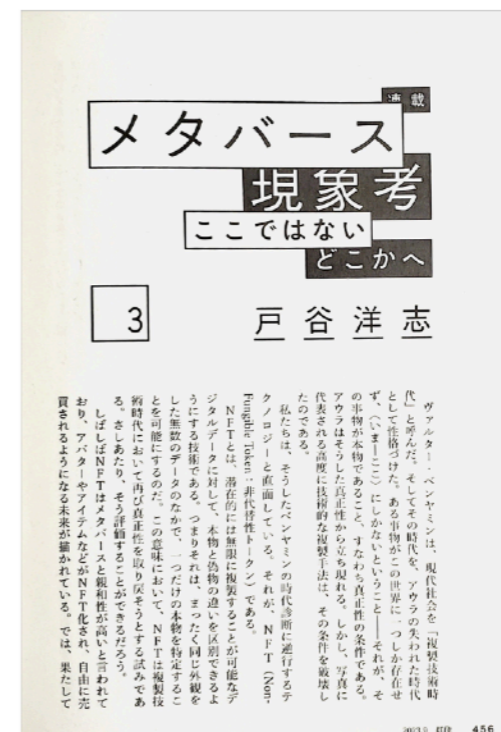 連載
メタバース
現象考
ここではない
どこかへ
3
戸谷洋志
ヴァルター・ベンヤミンは、現代社会を「複製技術時
代」と呼んだ。そしてその時代を、アウラの失われた時代
として性格づけた。ある事物がこの世界に一つしか存在せ
ず、〈いま―ここ〉にしかないということ――それが、そ
の事物が本物であること、すなわち真正性の条件である。
アウラはそうした真正性から立ち現れる。しかし、写真に
代表される高度に技術的な複製手法は、その条件を破壊し
たのである。
私たちは、そうしたベンヤミンの時代診断に逆行するテ
クノロジーと直面している。それが、NFT(Non-
Fungible Token:非代替性トークン)である。
NFTとは、潜在的には無限に複製することが可能なデ
ジタルデータに対して、本物と偽物の違いを区別できるよ
うにする技術である。つまりそれは、まったく同じ外観を
した無数のデータのなかで、一つだけの本物を特定するこ
とを可能にするのだ。この意味において、NFTは複製技
術時代において再び真正性を取り戻そうとする試みであ
る。さしあたり、そう評価することができるだろう。
しばしばNFTはメタバースと親和性が高いと言われて
おり、アバターやアイテムなどがNFT化され、自由に売
買されるようになる未来が描かれている。では、果たして
2023.9
456